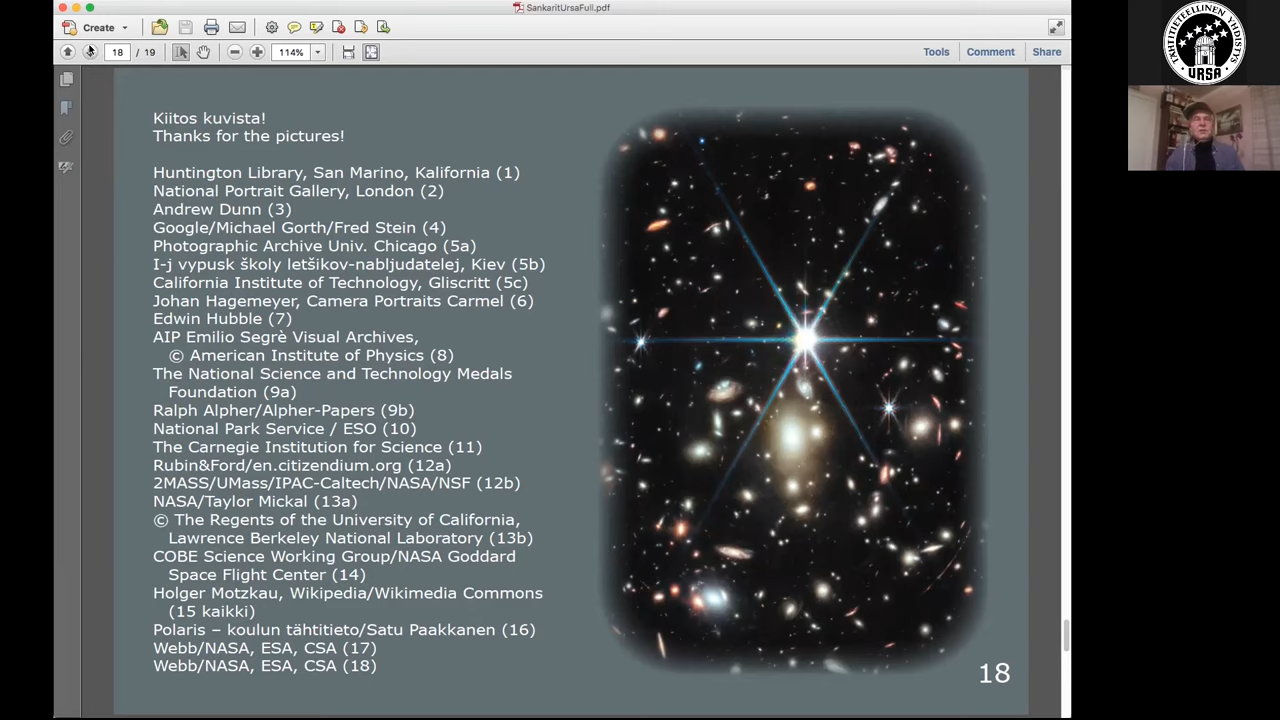 SankaritUrsaFull.pdf
Create
18 / 19
114%
Tools Comment Share
Kiitos kuvista!
Thanks for the pictures!
Huntington Library, San Marino, Kalifornia (1)
National Portrait Gallery, London (2)
Andrew Dunn (3)
Google/Michael Gorth/Fred Stein (4)
Photographic Archive Univ. Chicago (5a)
I-j vypusk školy letšikov-nabljudatelej, Kiev (5b)
California Institute of Technology, Gliscritt (5c)
Johan Hagemeyer, Camera Portraits Carmel (6)
Edwin Hubble (7)
AIP Emilio Segrè Visual Archives,
© American Institute of Physics (8)
The National Science and Technology Medals
Foundation (9a)
Ralph Alpher/Alpher-Papers (9b)
National Park Service / ESO (10)
The Carnegie Institution for Science (11)
Rubin&Ford/en.citizendium.org (12a)
2MASS/UMass/IPAC-Caltech/NASA/NSF (12b)
NASA/Taylor Mickal (13a)
© The Regents of the University of California,
Lawrence Berkeley National Laboratory (13b)
COBE Science Working Group/NASA Goddard
Space Flight Center (14)
Holger Motzkau, Wikipedia/Wikimedia Commons
(15 kaikki)
Polaris – koulun tähtitieto/Satu Paakkanen (16)
Webb/NASA, ESA, CSA (17)
Webb/NASA, ESA, CSA (18)
18
TÄHTITIETEELLINEN YHDISTYS
URSA